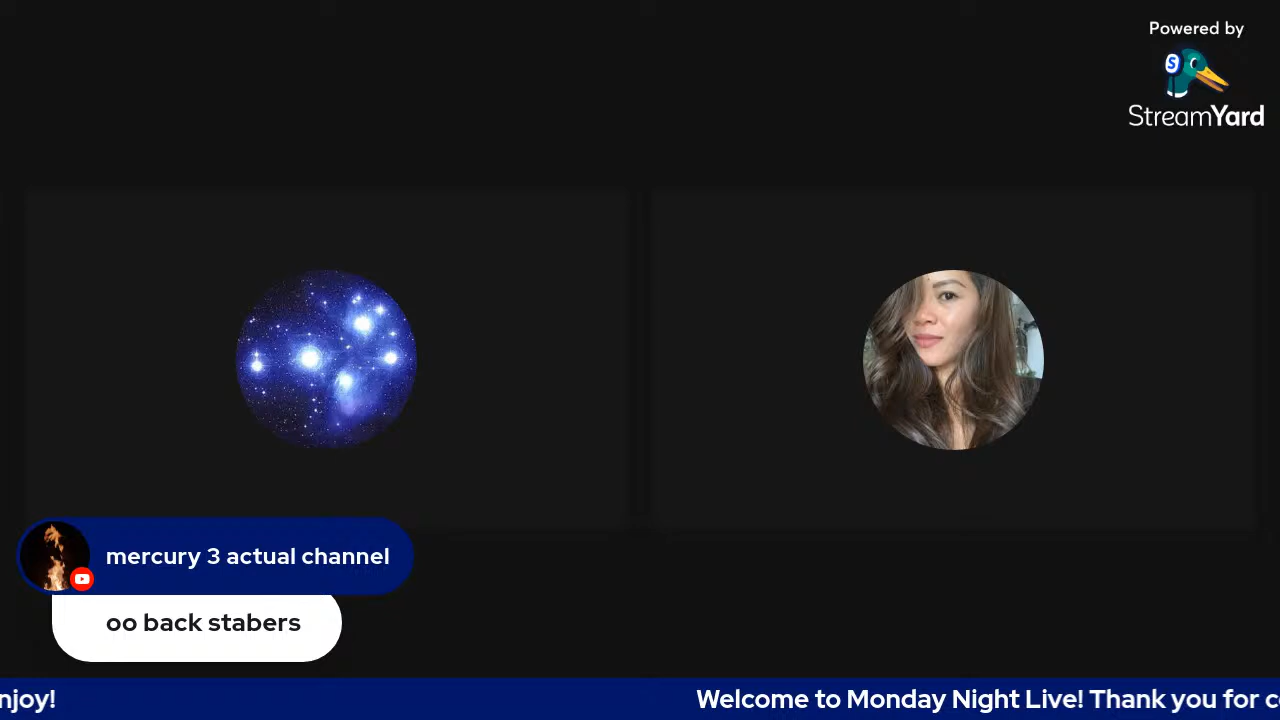 Powered by
S
StreamYard
mercury 3 actual channel
oo back stabers
njoy! Welcome to Monday Night Live! Thank you for c